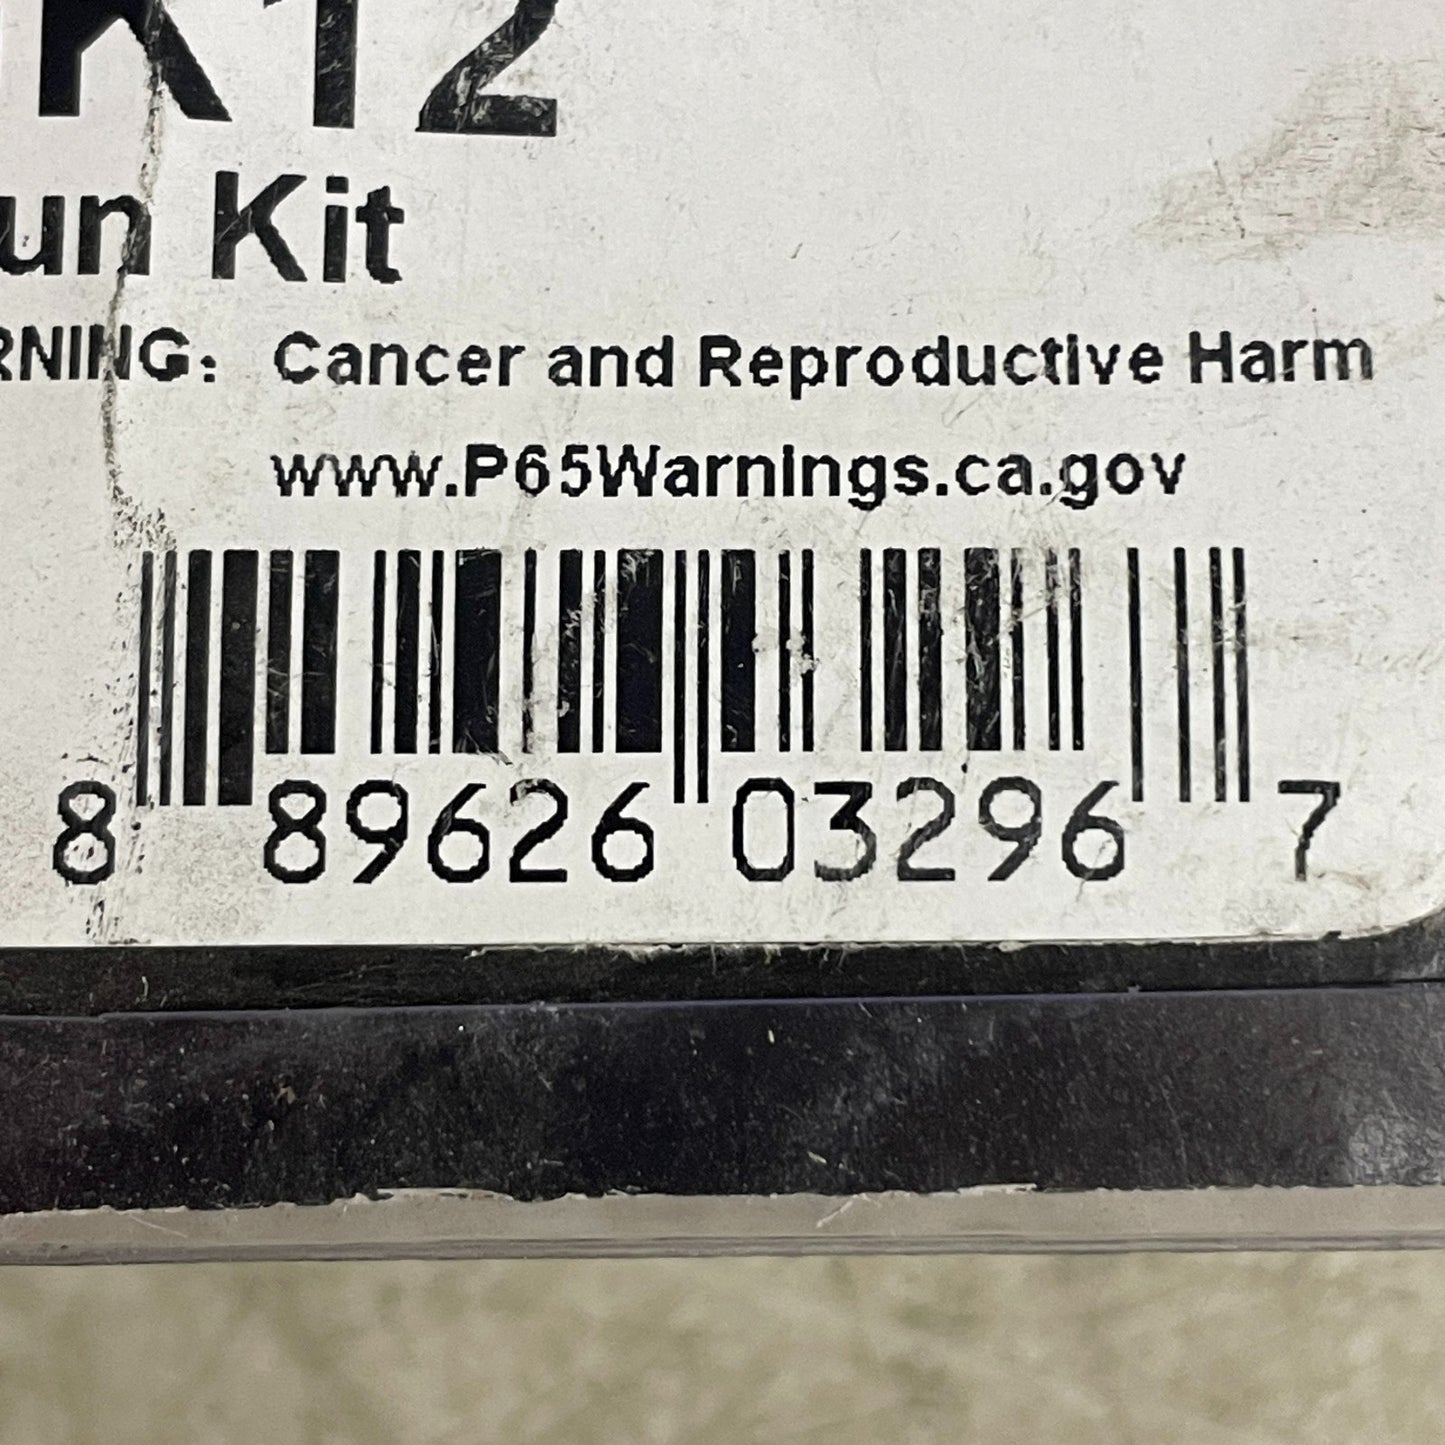 K12
un Kit
RNING: Cancer and Reproductive Harm
www.P65Warnings.ca.gov
8 89626 03296 7